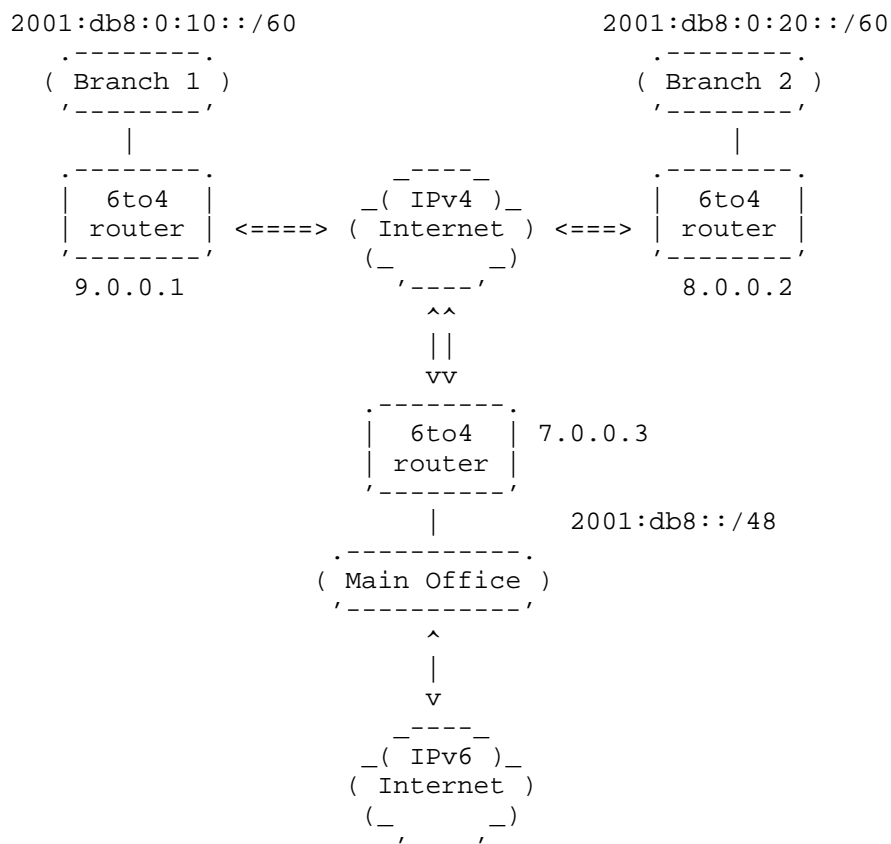 2001:db8:0:10::/60 2001:db8:0:20::/60
Branch 1 Branch 2
6to4 IPv4 6to4
router Internet router
9.0.0.1 8.0.0.2
6to4 7.0.0.3
router
2001:db8::/48
Main Office
IPv6
Internet